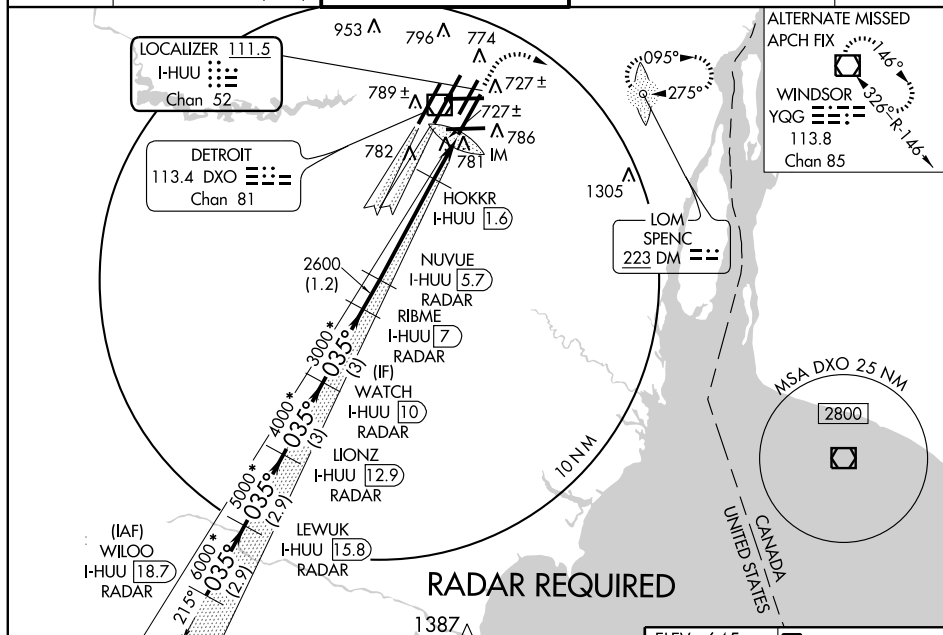 953
796
774
789 ±
727 ±
727 ±
786
782
781
IM
LOCALIZER 111.5
I-HUU
Chan 52
DETROIT
113.4 DXO
Chan 81
095°
275°
ALTERNATE MISSED
APCH FIX
146°
326°
R-146
WINDSOR
YQG
113.8
Chan 85
1305
LOM
SPENC
223 DM
HOKKR
I-HUU 1.6
2600
(1.2)
NUVUE
I-HUU 5.7
RADAR
RIBME
I-HUU 7
RADAR
3000*
035°
(3)
(IF)
WATCH
I-HUU 10
RADAR
4000*
035°
(3)
LIONZ
I-HUU 12.9
RADAR
5000*
035°
(2.9)
LEWUK
I-HUU 15.8
RADAR
(IAF)
WILOO
I-HUU 18.7
RADAR
6000*
035°
(2.9)
215°
10 NM
MSA DXO 25 NM
2800
CANADA
UNITED STATES
RADAR REQUIRED
1387